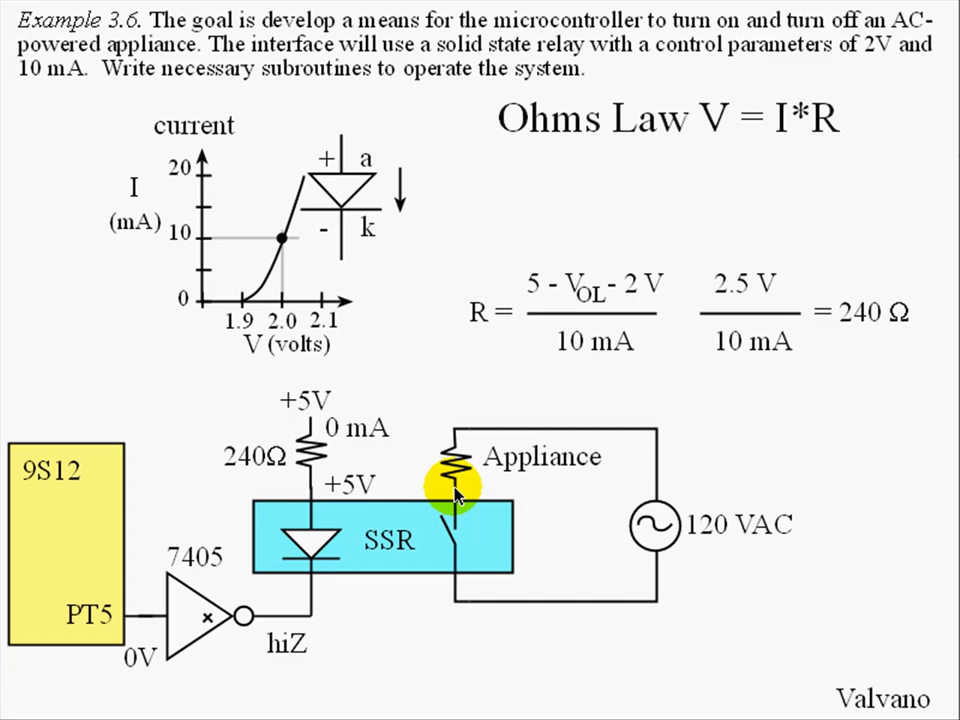 Example 3.6. The goal is develop a means for the microcontroller to turn on and turn off an AC-
powered appliance. The interface will use a solid state relay with a control parameters of 2V and
10 mA. Write necessary subroutines to operate the system.
Ohms Law V = I*R
current
I
(mA)
20
10
0
1.9 2.0 2.1
V (volts)
+ a
- k
R = 5 - VOL - 2 V 2.5 V = 240 Ω
10 mA 10 mA
+5V
0 mA
240Ω
+5V
Appliance
9S12
SSR
120 VAC
7405
PT5
x
0V
hiZ
Valvano